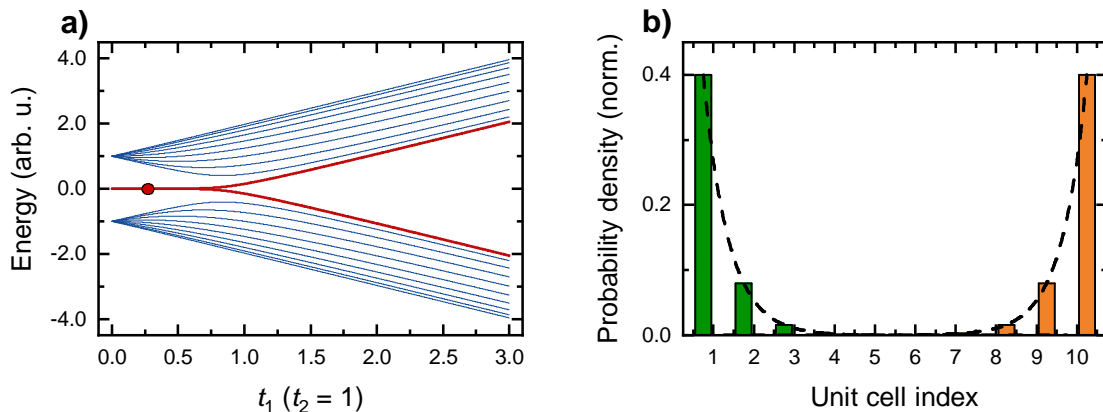 a)
4.0
2.0
0.0
-2.0
-4.0
Energy (arb. u.)
0.0 0.5 1.0 1.5 2.0 2.5 3.0
t1 (t2 = 1)
b)
0.4
0.2
0.0
Probability density (norm.)
1 2 3 4 5 6 7 8 9 10
Unit cell index